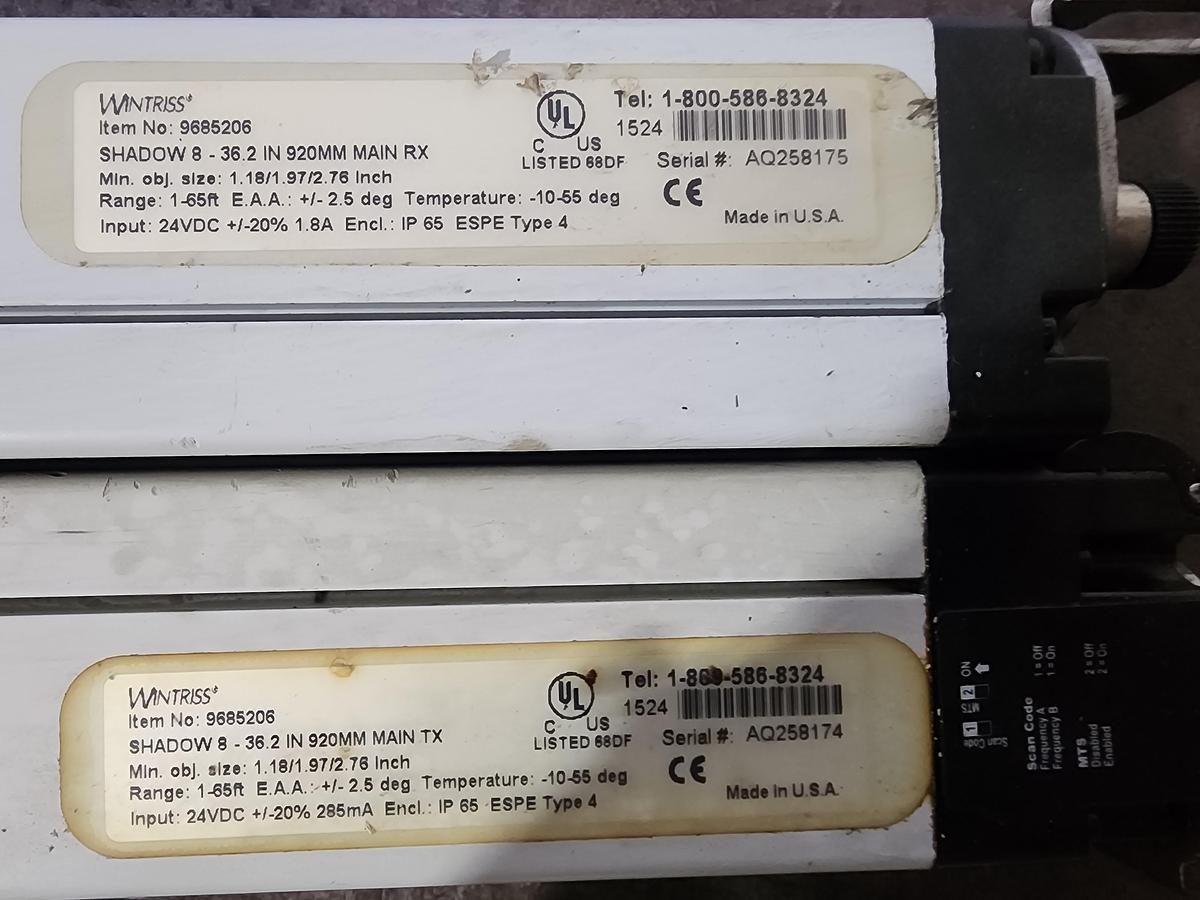 WINTRISS
Item No: 9685206
SHADOW 8 - 36.2 IN 920MM MAIN RX
Min. obj. size: 1.18/1.97/2.76 Inch
Range: 1-65ft E.A.A.: +/- 2.5 deg Temperature: -10-55 deg
Input: 24VDC +/-20% 1.8A Encl.: IP 65 ESPE Type 4
UL
C US
LISTED 68DF
Tel: 1-800-586-8324
1524
Serial #: AQ258175
CE
Made in U.S.A.
WINTRISS
Item No: 9685206
SHADOW 8 - 36.2 IN 920MM MAIN TX
Min. obj. size: 1.18/1.97/2.76 Inch
Range: 1-65ft E.A.A.: +/- 2.5 deg Temperature: -10-55 deg
Input: 24VDC +/-20% 285mA Encl.: IP 65 ESPE Type 4
UL
C US
LISTED 68DF
Tel: 1-800-586-8324
1524
Serial #: AQ258174
CE
Made in U.S.A.
Scan Code
MTS
1
2
ON
Scan Code
Frequency A 1 = Off
Frequency B 1 = On
MTS
Disabled 2 = Off
Enabled 2 = On